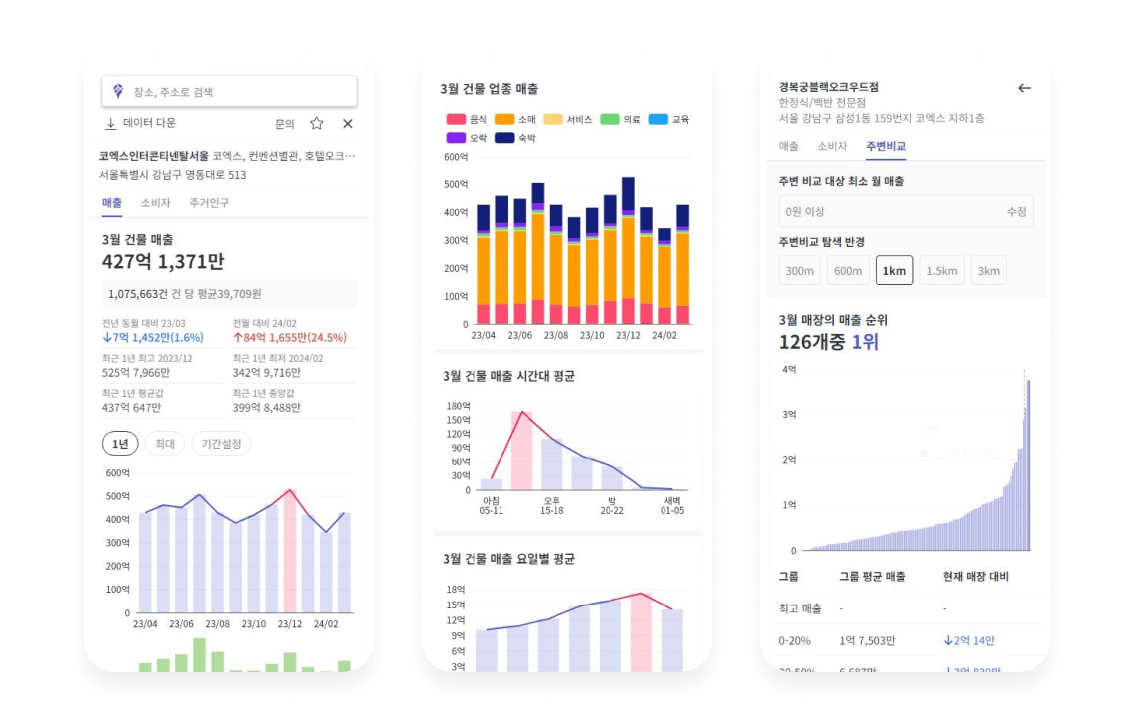 장소, 주소로 검색
데이터 다운 문의
코엑스인터콘티넨탈서울 코엑스, 컨벤션별관, 호텔오크…
서울특별시 강남구 영동대로 513
매출 소비자 주거인구
3월 건물 매출
427억 1,371만
1,075,663건 건 당 평균39,709원
전년 동월 대비 23/03 전월 대비 24/02
↓7억 1,452만(1.6%) ↑84억 1,655만(24.5%)
최근 1년 최고 2023/12 최근 1년 최저 2024/02
525억 7,966만 342억 9,716만
최근 1년 평균값 최근 1년 중앙값
437억 647만 399억 8,488만
1년 최대 기간설정
600억
500억
400억
300억
200억
100억
0
23/04 23/06 23/08 23/10 23/12 24/02
3월 건물 업종 매출
음식 소매 서비스 의료 교육
오락 숙박
600억
500억
400억
300억
200억
100억
0
23/04 23/06 23/08 23/10 23/12 24/02
3월 건물 매출 시간대 평균
180억
150억
120억
90억
60억
30억
0
아침 오후 밤 새벽
05-11 15-18 20-22 01-05
3월 건물 매출 요일별 평균
18억
15억
12억
9억
6억
3억
경복궁블랙오크우드점
한정식/백반 전문점
서울 강남구 삼성1동 159번지 코엑스 지하1층
매출 소비자 주변비교
주변 비교 대상 최소 월 매출
0원 이상 수정
주변비교 탐색 반경
300m 600m 1km 1.5km 3km
3월 매장의 매출 순위
126개중 1위
4억
3억
2억
1억
0
그룹 그룹 평균 매출 현재 매장 대비
최고 매출 - -
0-20% 1억 7,503만 ↓2억 14만
20-50% 6,687만 ↓3억 830만